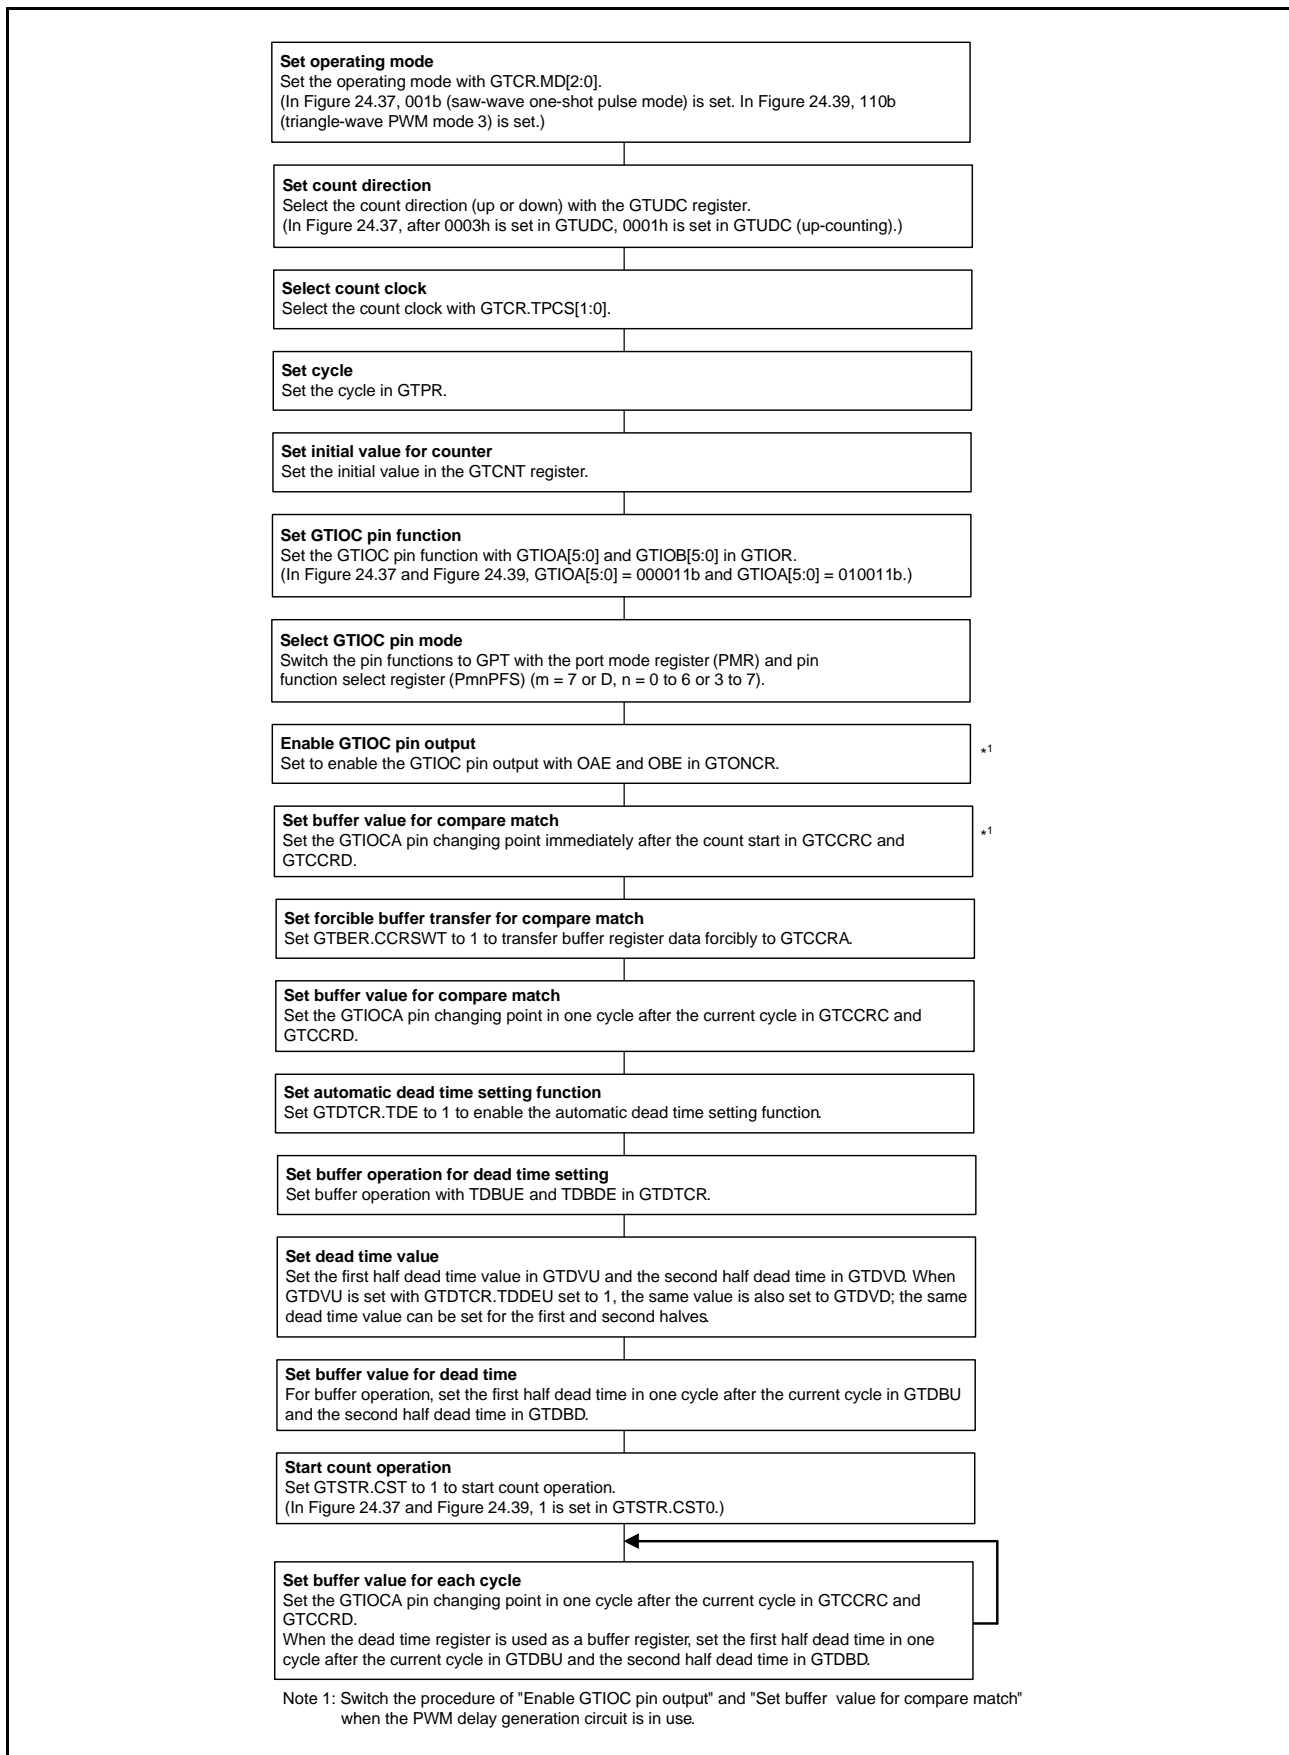 Set operating mode
Set the operating mode with GTCR.MD[2:0].
(In Figure 24.37, 001b (saw-wave one-shot pulse mode) is set. In Figure 24.39, 110b
(triangle-wave PWM mode 3) is set.)
Set count direction
Select the count direction (up or down) with the GTUDC register.
(In Figure 24.37, after 0003h is set in GTUDC, 0001h is set in GTUDC (up-counting).)
Select count clock
Select the count clock with GTCR.TPCS[1:0].
Set cycle
Set the cycle in GTPR.
Set initial value for counter
Set the initial value in the GTCNT register.
Set GTIOC pin function
Set the GTIOC pin function with GTIOA[5:0] and GTIOB[5:0] in GTIOR.
(In Figure 24.37 and Figure 24.39, GTIOA[5:0] = 000011b and GTIOA[5:0] = 010011b.)
Select GTIOC pin mode
Switch the pin functions to GPT with the port mode register (PMR) and pin
function select register (PmnPFS) (m = 7 or D, n = 0 to 6 or 3 to 7).
Enable GTIOC pin output
Set to enable the GTIOC pin output with OAE and OBE in GTONCR.
*1
Set buffer value for compare match
Set the GTIOCA pin changing point immediately after the count start in GTCCRC and
GTCCRD.
*1
Set forcible buffer transfer for compare match
Set GTBER.CCRSWT to 1 to transfer buffer register data forcibly to GTCCRA.
Set buffer value for compare match
Set the GTIOCA pin changing point in one cycle after the current cycle in GTCCRC and
GTCCRD.
Set automatic dead time setting function
Set GTDTCR.TDE to 1 to enable the automatic dead time setting function.
Set buffer operation for dead time setting
Set buffer operation with TDBUE and TDBDE in GTDTCR.
Set dead time value
Set the first half dead time value in GTDVU and the second half dead time in GTDVD. When
GTDVU is set with GTDTCR.TDDEU set to 1, the same value is also set to GTDVD; the same
dead time value can be set for the first and second halves.
Set buffer value for dead time
For buffer operation, set the first half dead time in one cycle after the current cycle in GTDBU
and the second half dead time in GTDBD.
Start count operation
Set GTSTR.CST to 1 to start count operation.
(In Figure 24.37 and Figure 24.39, 1 is set in GTSTR.CST0.)
Set buffer value for each cycle
Set the GTIOCA pin changing point in one cycle after the current cycle in GTCCRC and
GTCCRD.
When the dead time register is used as a buffer register, set the first half dead time in one
cycle after the current cycle in GTDBU and the second half dead time in GTDBD.
Note 1: Switch the procedure of "Enable GTIOC pin output" and "Set buffer value for compare match"
when the PWM delay generation circuit is in use.